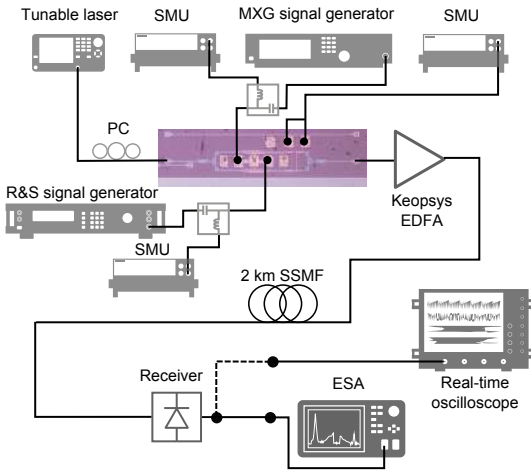 Tunable laser
SMU
MXG signal generator
SMU
PC
R&S signal generator
Keopsys
EDFA
SMU
2 km SSMF
Receiver
ESA
Real-time
oscilloscope